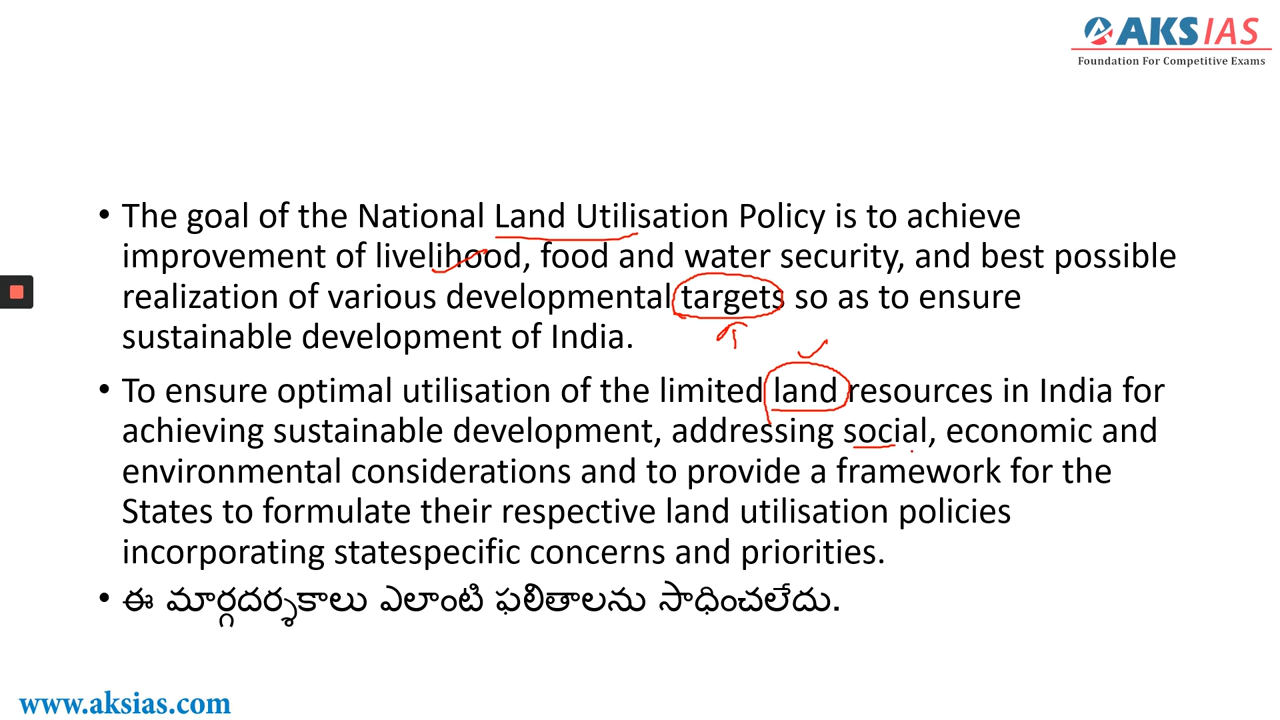 AKS IAS
Foundation For Competitive Exams
• The goal of the National Land Utilisation Policy is to achieve
improvement of livelihood, food and water security, and best possible
realization of various developmental targets so as to ensure
sustainable development of India.
• To ensure optimal utilisation of the limited land resources in India for
achieving sustainable development, addressing social, economic and
environmental considerations and to provide a framework for the
States to formulate their respective land utilisation policies
incorporating statespecific concerns and priorities.
• ఈ మార్గదర్శకాలు ఎలాంటి ఫలితాలను సాధించలేదు.
www.aksias.com